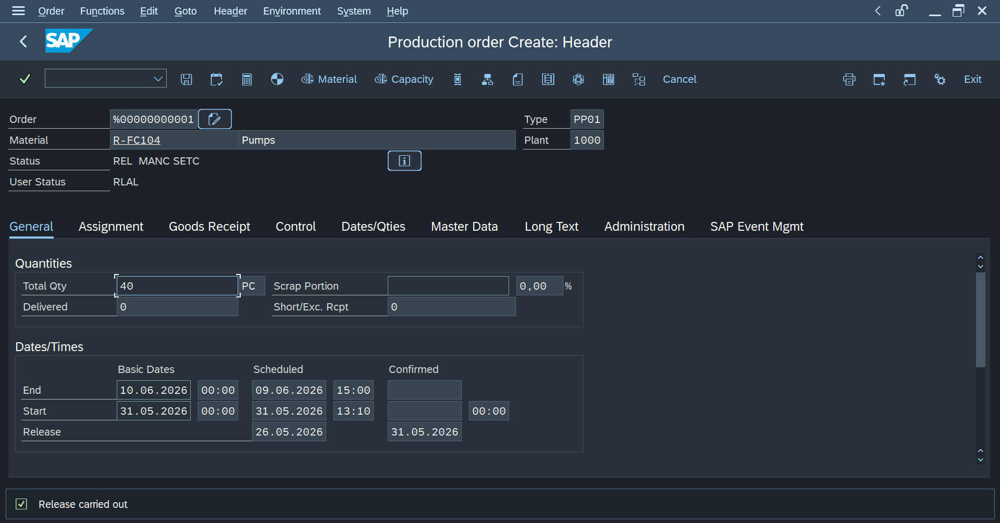 Order Functions Edit Goto Header Environment System Help
SAP Production order Create: Header
Material Capacity Cancel Exit
Order %00000000001 Type PP01
Material R-FC104 Pumps Plant 1000
Status REL MANC SETC
User Status RLAL
General Assignment Goods Receipt Control Dates/Qties Master Data Long Text Administration SAP Event Mgmt
Quantities
Total Qty 40 PC Scrap Portion 0,00 %
Delivered 0 Short/Exc. Rcpt 0
Dates/Times
Basic Dates Scheduled Confirmed
End 10.06.2026 00:00 09.06.2026 15:00
Start 31.05.2026 00:00 31.05.2026 13:10 00:00
Release 26.05.2026 31.05.2026
Release carried out